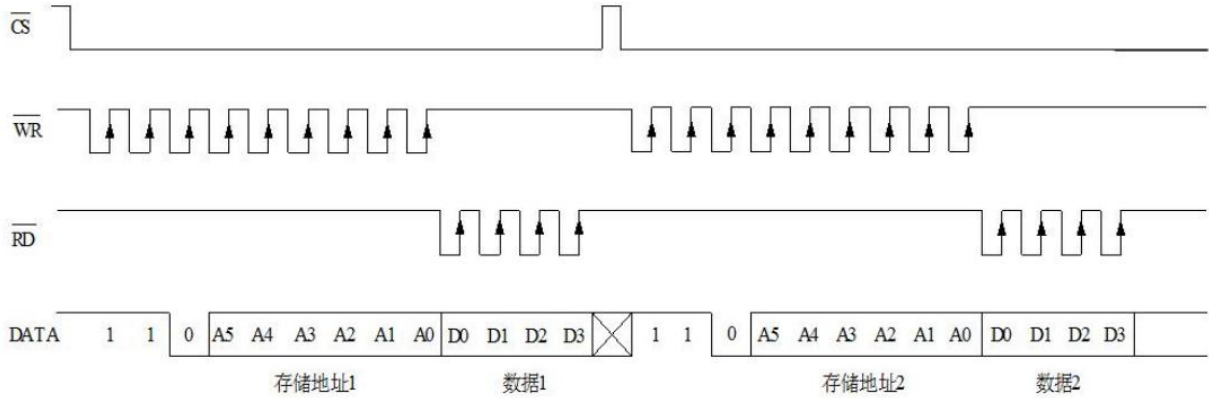 CS
WR
RD
DATA 1 1 0 A5 A4 A3 A2 A1 A0 D0 D1 D2 D3 1 1 0 A5 A4 A3 A2 A1 A0 D0 D1 D2 D3
存储地址1 数据1 存储地址2 数据2